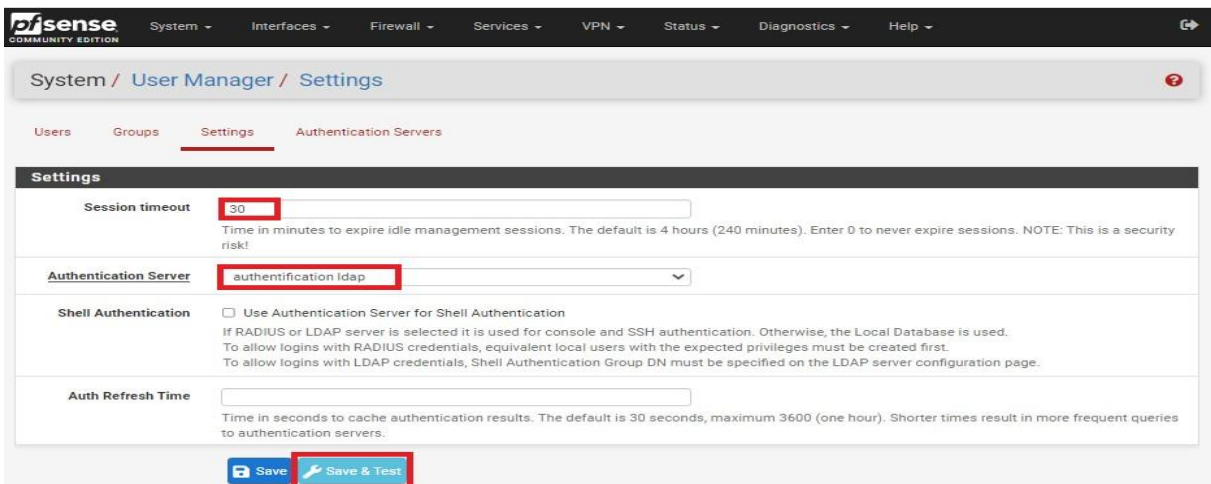 pfsense
COMMUNITY EDITION
System Interfaces Firewall Services VPN Status Diagnostics Help
System / User Manager / Settings
Users Groups Settings Authentication Servers
Settings
Session timeout 30
Time in minutes to expire idle management sessions. The default is 4 hours (240 minutes). Enter 0 to never expire sessions. NOTE: This is a security
risk!
Authentication Server authentification ldap
Shell Authentication Use Authentication Server for Shell Authentication
If RADIUS or LDAP server is selected it is used for console and SSH authentication. Otherwise, the Local Database is used.
To allow logins with RADIUS credentials, equivalent local users with the expected privileges must be created first.
To allow logins with LDAP credentials, Shell Authentication Group DN must be specified on the LDAP server configuration page.
Auth Refresh Time
Time in seconds to cache authentication results. The default is 30 seconds, maximum 3600 (one hour). Shorter times result in more frequent queries
to authentication servers.
Save Save & Test